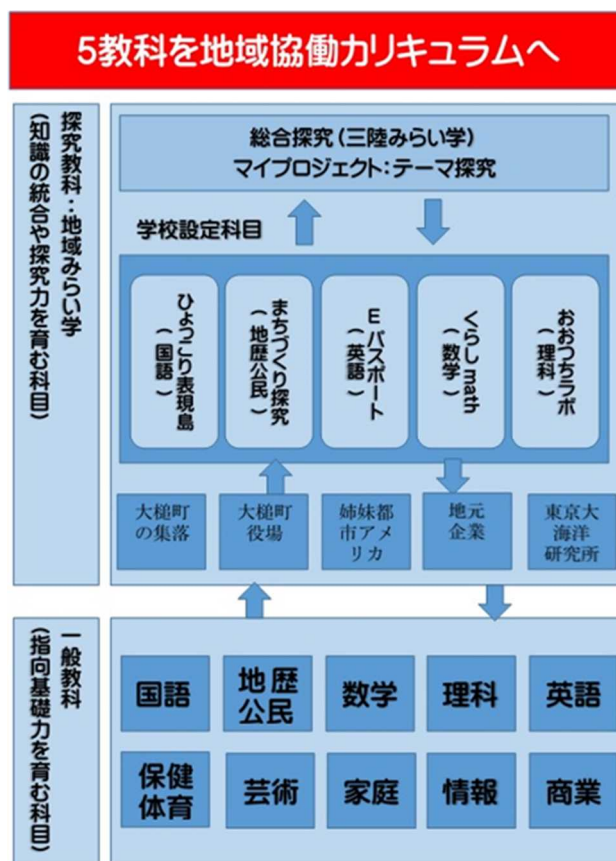 5教科を地域協働カリキュラムへ
探究教科：地域みらい学
（知識の統合や探究力を育む科目）
総合探究（三陸みらい学）
マイプロジェクト：テーマ探究
学校設定科目
ひょっこり表現島
（国語）
まちづくり探究
（地歴公民）
Eパスポート
（英語）
くらしmath
（数学）
おおつちラボ
（理科）
大槌町
の集落
大槌町
役場
姉妹都
市アメ
リカ
地元
企業
東京大
海洋
研究所
一般教科
（指向基礎力を育む科目）
国語
地歴
公民
数学
理科
英語
保健
体育
芸術
家庭
情報
商業